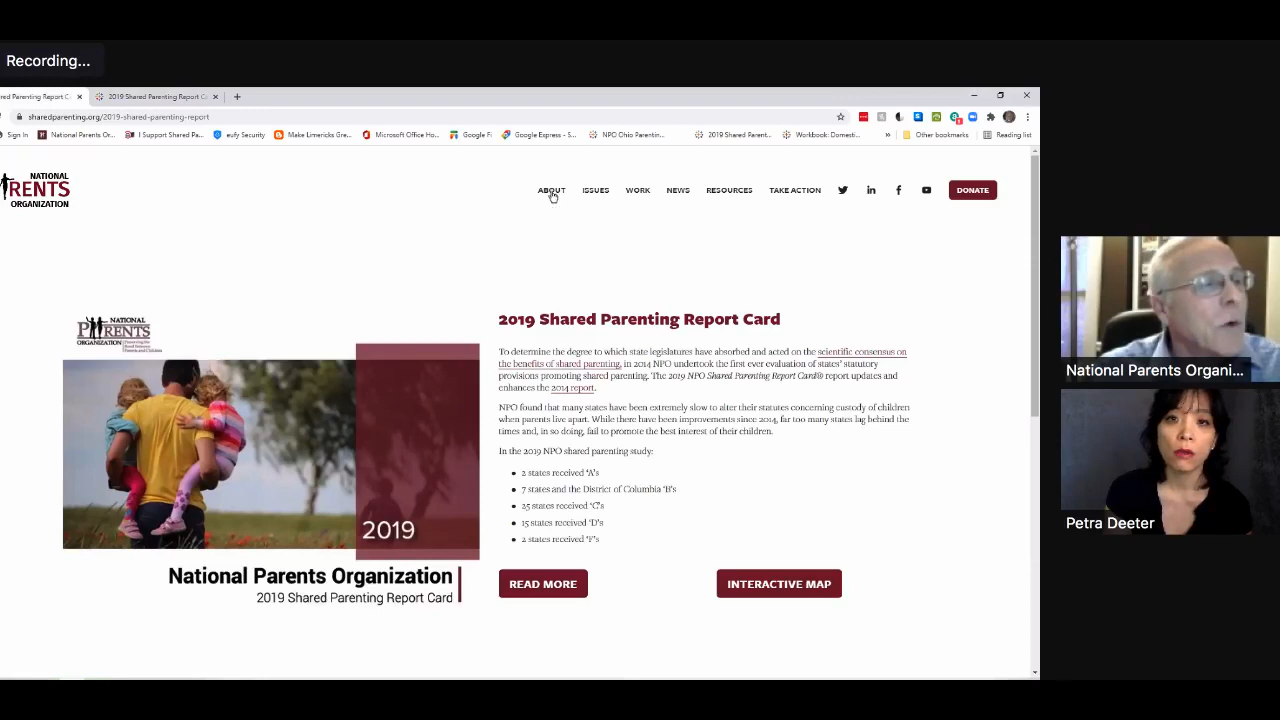 Recording...
ed Parenting Report C
2019 Shared Parenting Report C
sharedparenting.org/2019-shared-parenting-report
Sign In
National Parents Or...
I Support Shared Pa...
eufy Security
Make Limericks Gre...
Microsoft Office Ho...
Google Fi
Google Express - S...
NPO Ohio Parentin...
2019 Shared Parent...
Workbook: Domesti...
»
Other bookmarks
Reading list
NATIONAL
RENTS
ORGANIZATION
ABOUT
ISSUES
WORK
NEWS
RESOURCES
TAKE ACTION
DONATE
NATIONAL
PARENTS
ORGANIZATION
2019
National Parents Organization
2019 Shared Parenting Report Card
2019 Shared Parenting Report Card
To determine the degree to which state legislatures have absorbed and acted on the scientific consensus on
the benefits of shared parenting, in 2014 NPO undertook the first ever evaluation of states' statutory
provisions promoting shared parenting. The 2019 NPO Shared Parenting Report Card® report updates and
enhances the 2014 report.
NPO found that many states have been extremely slow to alter their statutes concerning custody of children
when parents live apart. While there have been improvements since 2014, far too many states lag behind the
times and, in so doing, fail to promote the best interest of their children.
In the 2019 NPO shared parenting study:
• 2 states received 'A's
• 7 states and the District of Columbia 'B's
• 25 states received 'C's
• 15 states received 'D's
• 2 states received 'F's
READ MORE
INTERACTIVE MAP
National Parents Organi...
Petra Deeter